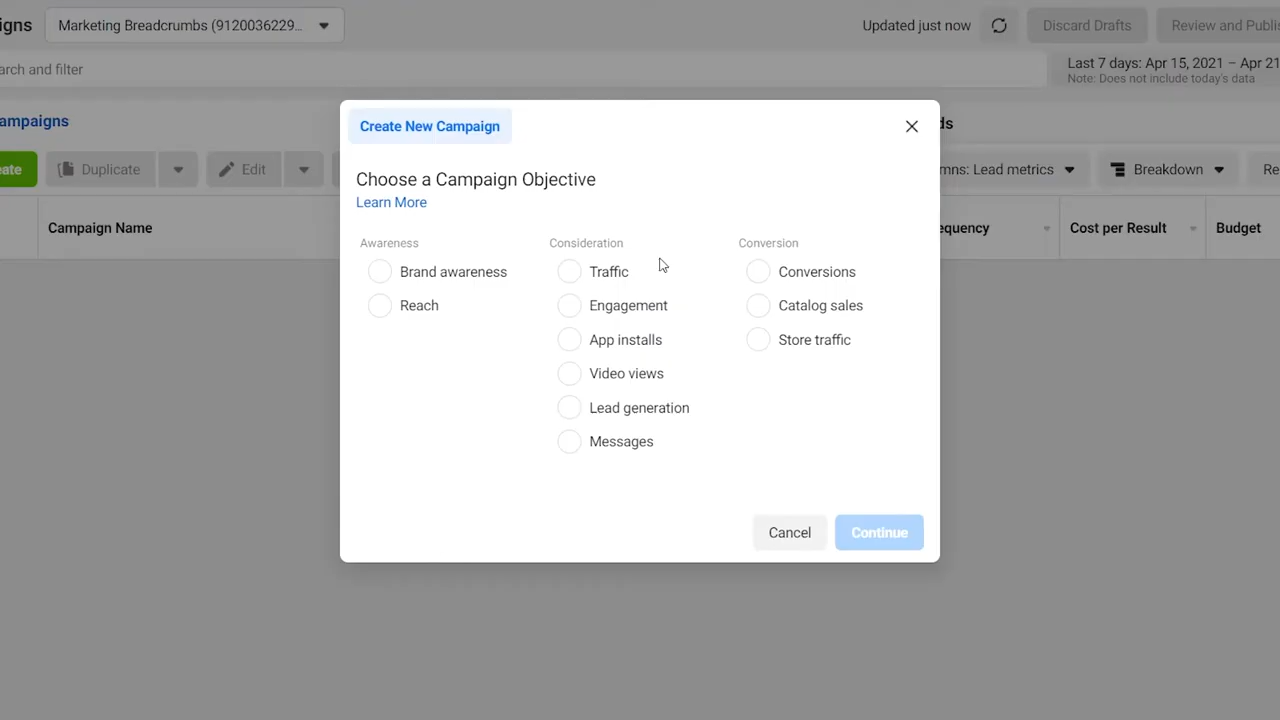 igns Marketing Breadcrumbs (9120036229... Updated just now Discard Drafts Review and Publis
arch and filter Last 7 days: Apr 15, 2021 – Apr 21
Note: Does not include today's data
ampaigns ds
eate Duplicate Edit mns: Lead metrics Breakdown Re
Campaign Name equency Cost per Result Budget
Create New Campaign
Choose a Campaign Objective
Learn More
Awareness
Brand awareness
Reach
Consideration
Traffic
Engagement
App installs
Video views
Lead generation
Messages
Conversion
Conversions
Catalog sales
Store traffic
Cancel Continue